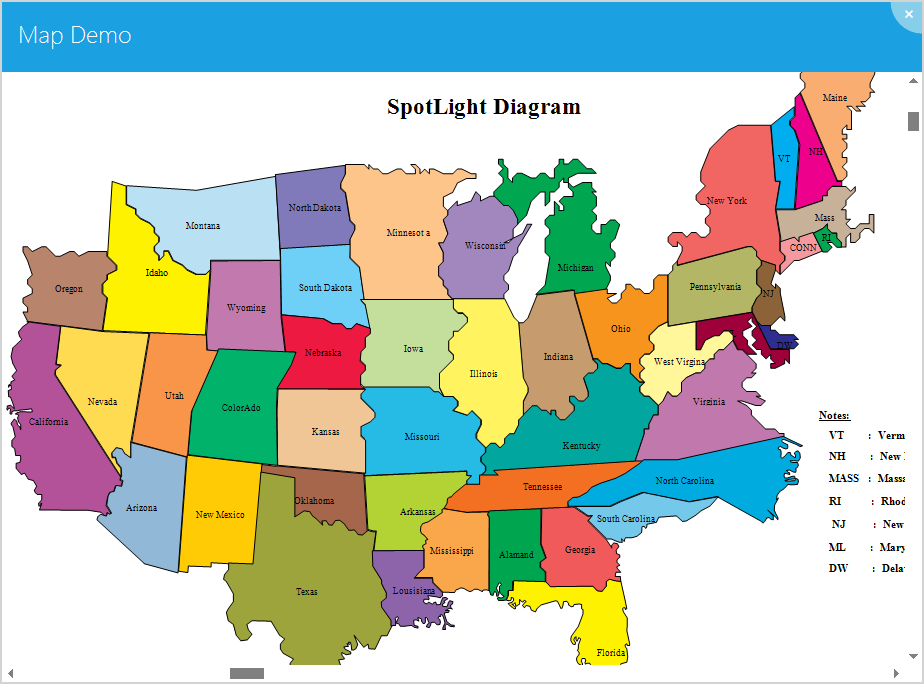 Map Demo
SpotLight Diagram
Maine
VT
NH
New York
Mass
RI
CONN
North Dakota
Montana
Minnesot a
Wisconsin
Michigan
Idaho
Oregon
South Dakota
Wyoming
Pennsylvania
NJ
Ohio
DW
Nebraska
Iowa
Indiana
West Virgina
Illinois
Utah
Nevada
ColorAdo
California
Kansas
Missouri
Virginia
Kentucky
Notes:
VT : Verm
NH : New
MASS : Massa
RI : Rhod
NJ : New
ML : Mary
DW : Dela
Tennessee
North Carolina
Oklahoma
Arizona
New Mexico
Arkansas
South Carolina
Mississippi
Alamand
Georgia
Texas
Lousisiana
Florida